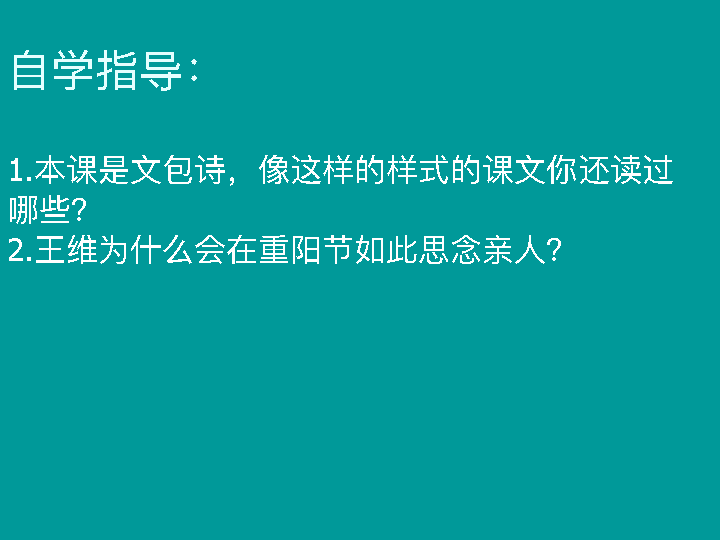 自学指导：
1.本课是文包诗，像这样的样式的课文你还读过
哪些？
2.王维为什么会在重阳节如此思念亲人？